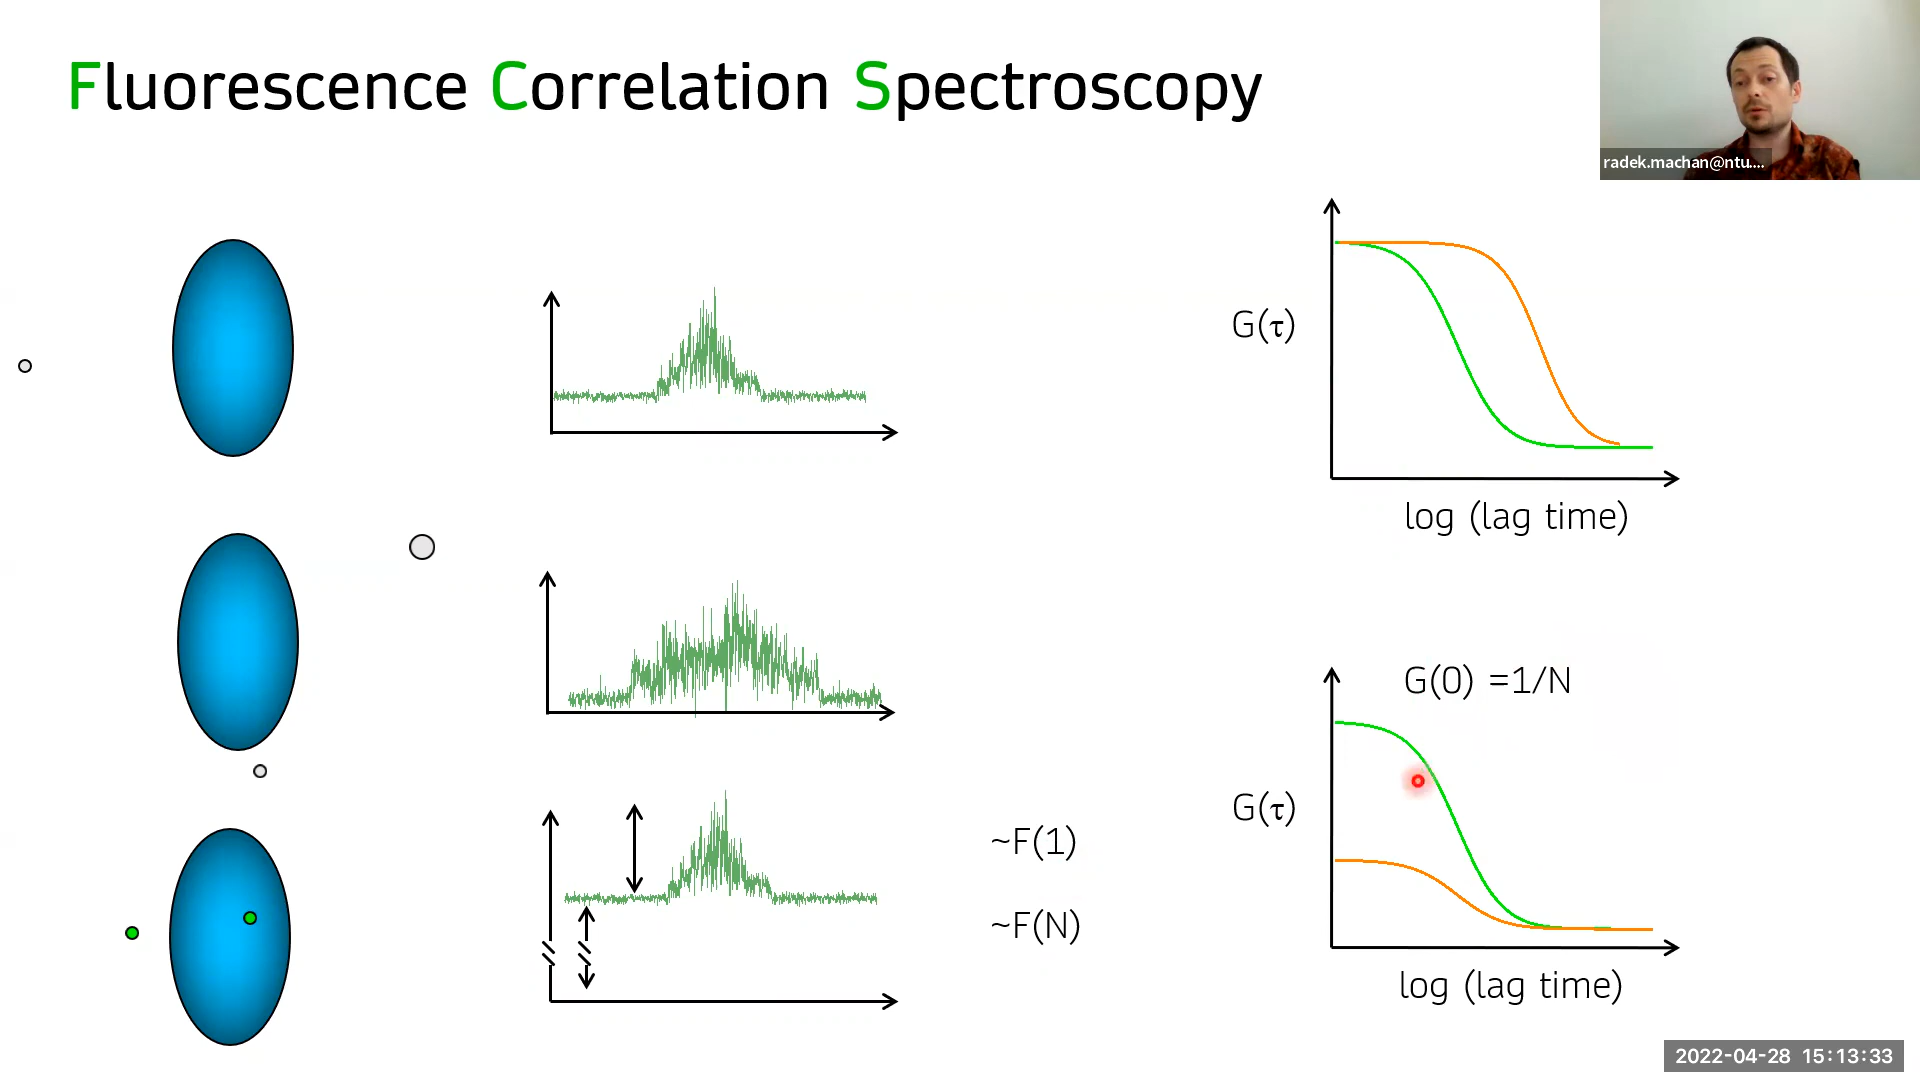 Fluorescence Correlation Spectroscopy
radek.machan@ntu....
G(τ)
log (lag time)
G(0) =1/N
~F(1)
G(τ)
~F(N)
log (lag time)
2022-04-28 15:13:33